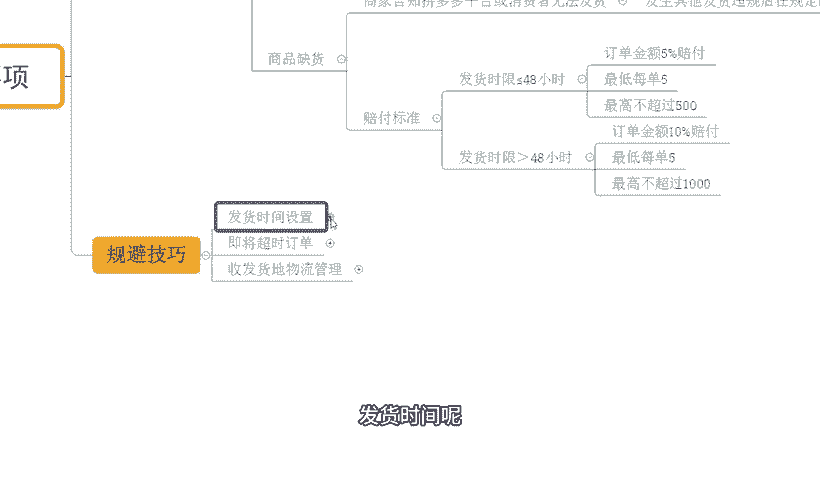 商家告知拼多多平台或消费者无法发货
商品缺货
订单金额5%赔付
发货时限≤48小时
最低每单5
最高不超过500
赔付标准
订单金额10%赔付
发货时限＞48小时
最低每单5
最高不超过1000
项
发货时间设置
规避技巧
即将超时订单
收发货地物流管理
发货时间呢